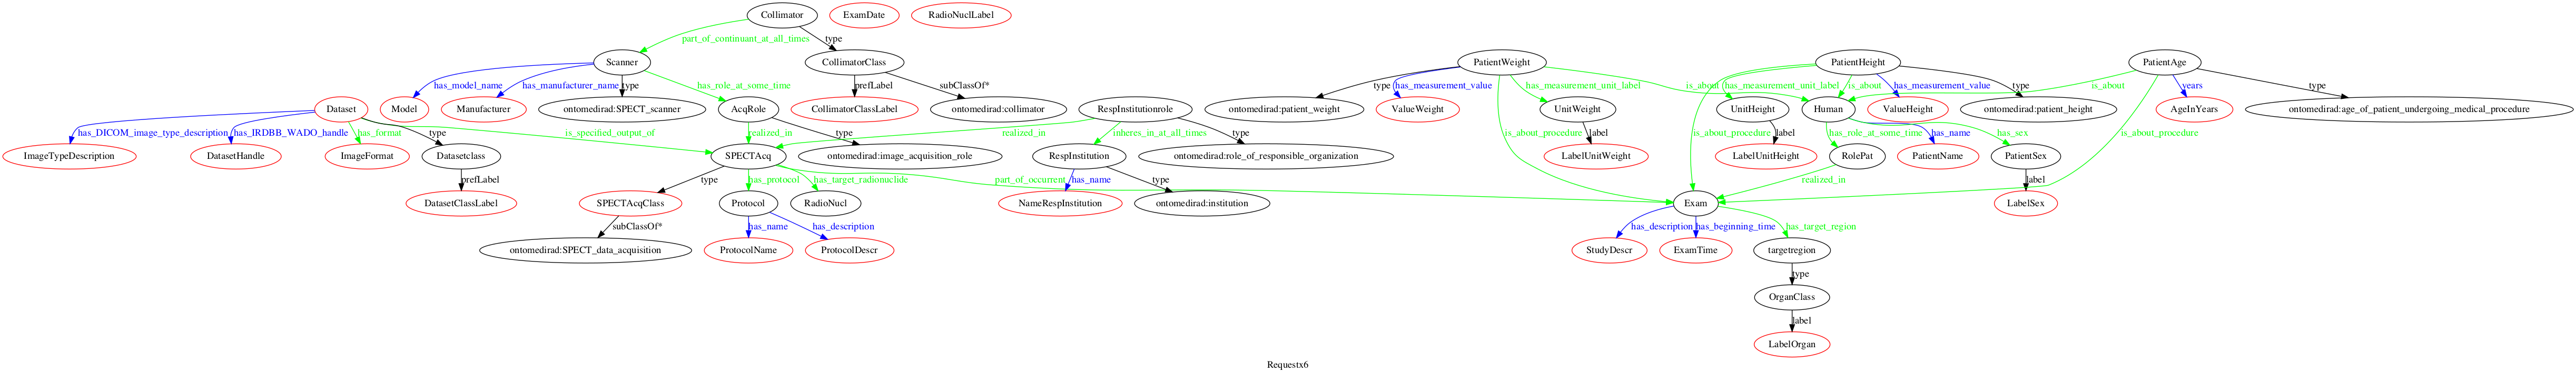 Collimator
ExamDate
RadioNuclLabel
part_of_continuant_at_all_times
type
Scanner
CollimatorClass
PatientWeight
PatientHeight
PatientAge
has_model_name
has_manufacturer_name
type
has_role_at_some_time
prefLabel
subClassOf*
type
has_measurement_value
has_measurement_unit_label
is_about
has_measurement_unit_label
is_about
has_measurement_value
type
is_about
years
type
Dataset
Model
Manufacturer
ontomedirad:SPECT_scanner
AcqRole
CollimatorClassLabel
ontomedirad:collimator
RespInstitutionrole
ontomedirad:patient_weight
ValueWeight
UnitWeight
UnitHeight
Human
ValueHeight
ontomedirad:patient_height
AgeInYears
ontomedirad:age_of_patient_undergoing_medical_procedure
has_DICOM_image_type_description
has_IRDBB_WADO_handle
has_format
type
is_specified_output_of
realized_in
type
realized_in
inheres_in_at_all_times
type
is_about_procedure
label
is_about_procedure
label
has_role_at_some_time
has_name
has_sex
is_about_procedure
ImageTypeDescription
DatasetHandle
ImageFormat
Datasetclass
SPECTAcq
ontomedirad:image_acquisition_role
RespInstitution
ontomedirad:role_of_responsible_organization
LabelUnitWeight
LabelUnitHeight
RolePat
PatientName
PatientSex
prefLabel
type
has_protocol
has_target_radionuclide
part_of_occurrent
has_name
type
realized_in
label
DatasetClassLabel
SPECTAcqClass
Protocol
RadioNucl
NameRespInstitution
ontomedirad:institution
Exam
LabelSex
subClassOf*
has_name
has_description
has_description
has_beginning_time
has_target_region
ontomedirad:SPECT_data_acquisition
ProtocolName
ProtocolDescr
StudyDescr
ExamTime
targetregion
type
OrganClass
label
LabelOrgan
Requestx6